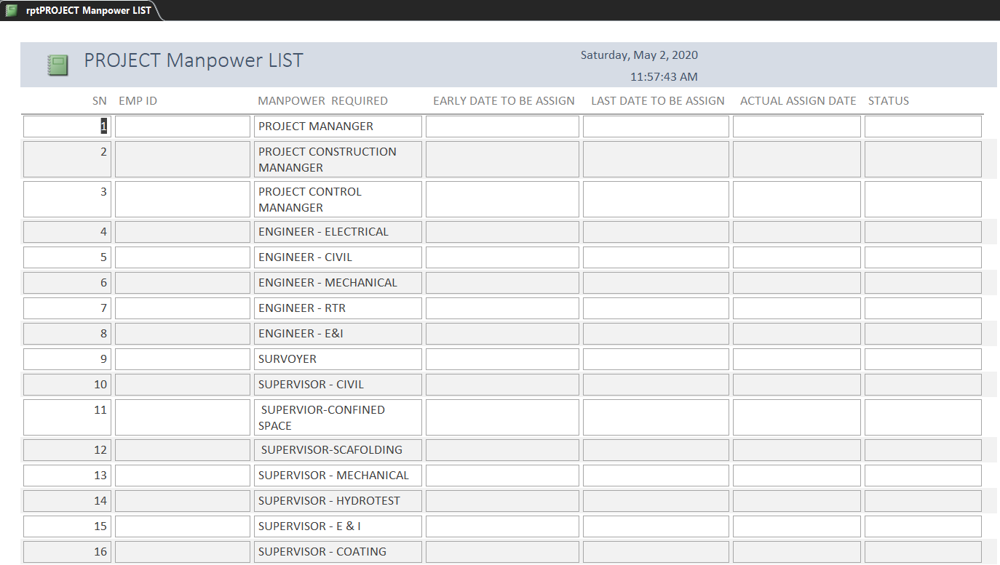 rptPROJECT Manpower LIST
PROJECT Manpower LIST
Saturday, May 2, 2020
11:57:43 AM
SN EMP ID MANPOWER  REQUIRED EARLY DATE TO BE ASSIGN LAST DATE TO BE ASSIGN ACTUAL ASSIGN DATE STATUS
1 PROJECT MANANGER
2 PROJECT CONSTRUCTION
MANANGER
3 PROJECT CONTROL
MANANGER
4 ENGINEER - ELECTRICAL
5 ENGINEER - CIVIL
6 ENGINEER - MECHANICAL
7 ENGINEER - RTR
8 ENGINEER - E&I
9 SURVOYER
10 SUPERVISOR - CIVIL
11 SUPERVIOR-CONFINED
SPACE
12 SUPERVISOR-SCAFOLDING
13 SUPERVISOR - MECHANICAL
14 SUPERVISOR - HYDROTEST
15 SUPERVISOR - E & I
16 SUPERVISOR - COATING